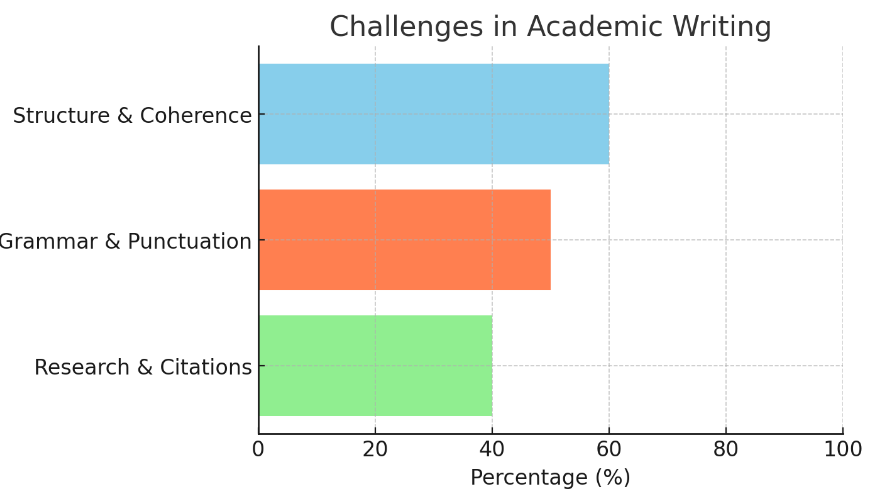 Challenges in Academic Writing
Structure & Coherence
Grammar & Punctuation
Research & Citations
0 20 40 60 80 100
Percentage (%)